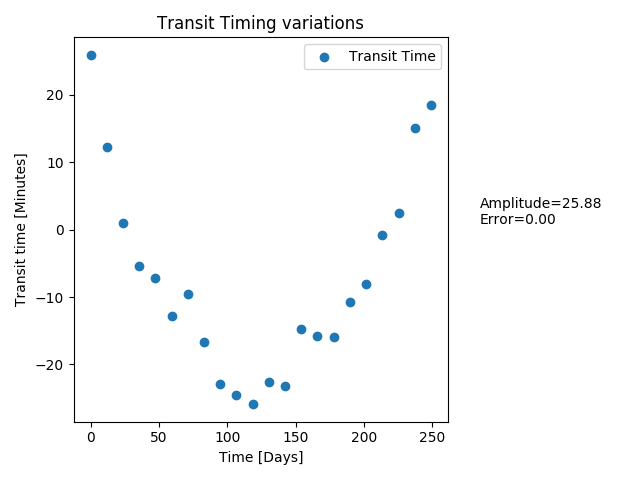 Transit Timing variations
Transit Time
20
10
0
−10
−20
Transit time [Minutes]
0
50
100
150
200
250
Time [Days]
Amplitude=25.88
Error=0.00